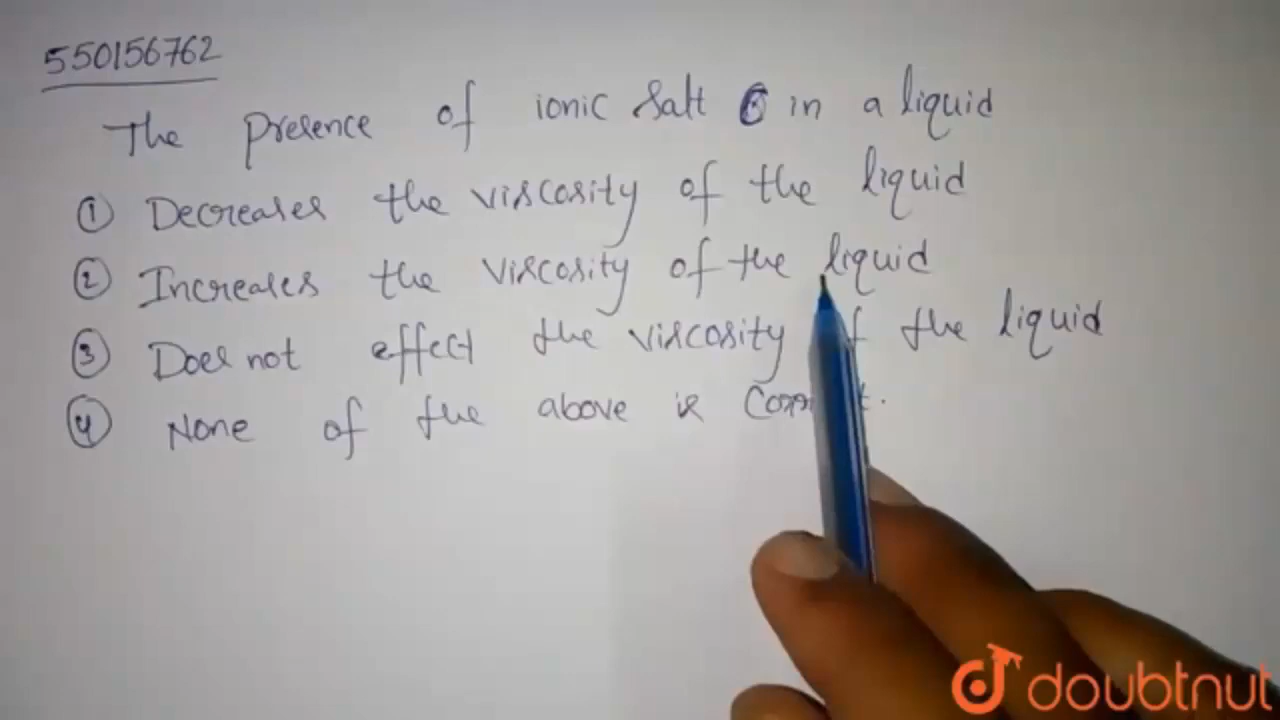 550156762
The presence of ionic salt in a liquid
① Decreases the viscosity of the liquid
② Increases the viscosity of the liquid
③ Does not effect the viscosity of the liquid
④ None of the above is
doubtnut